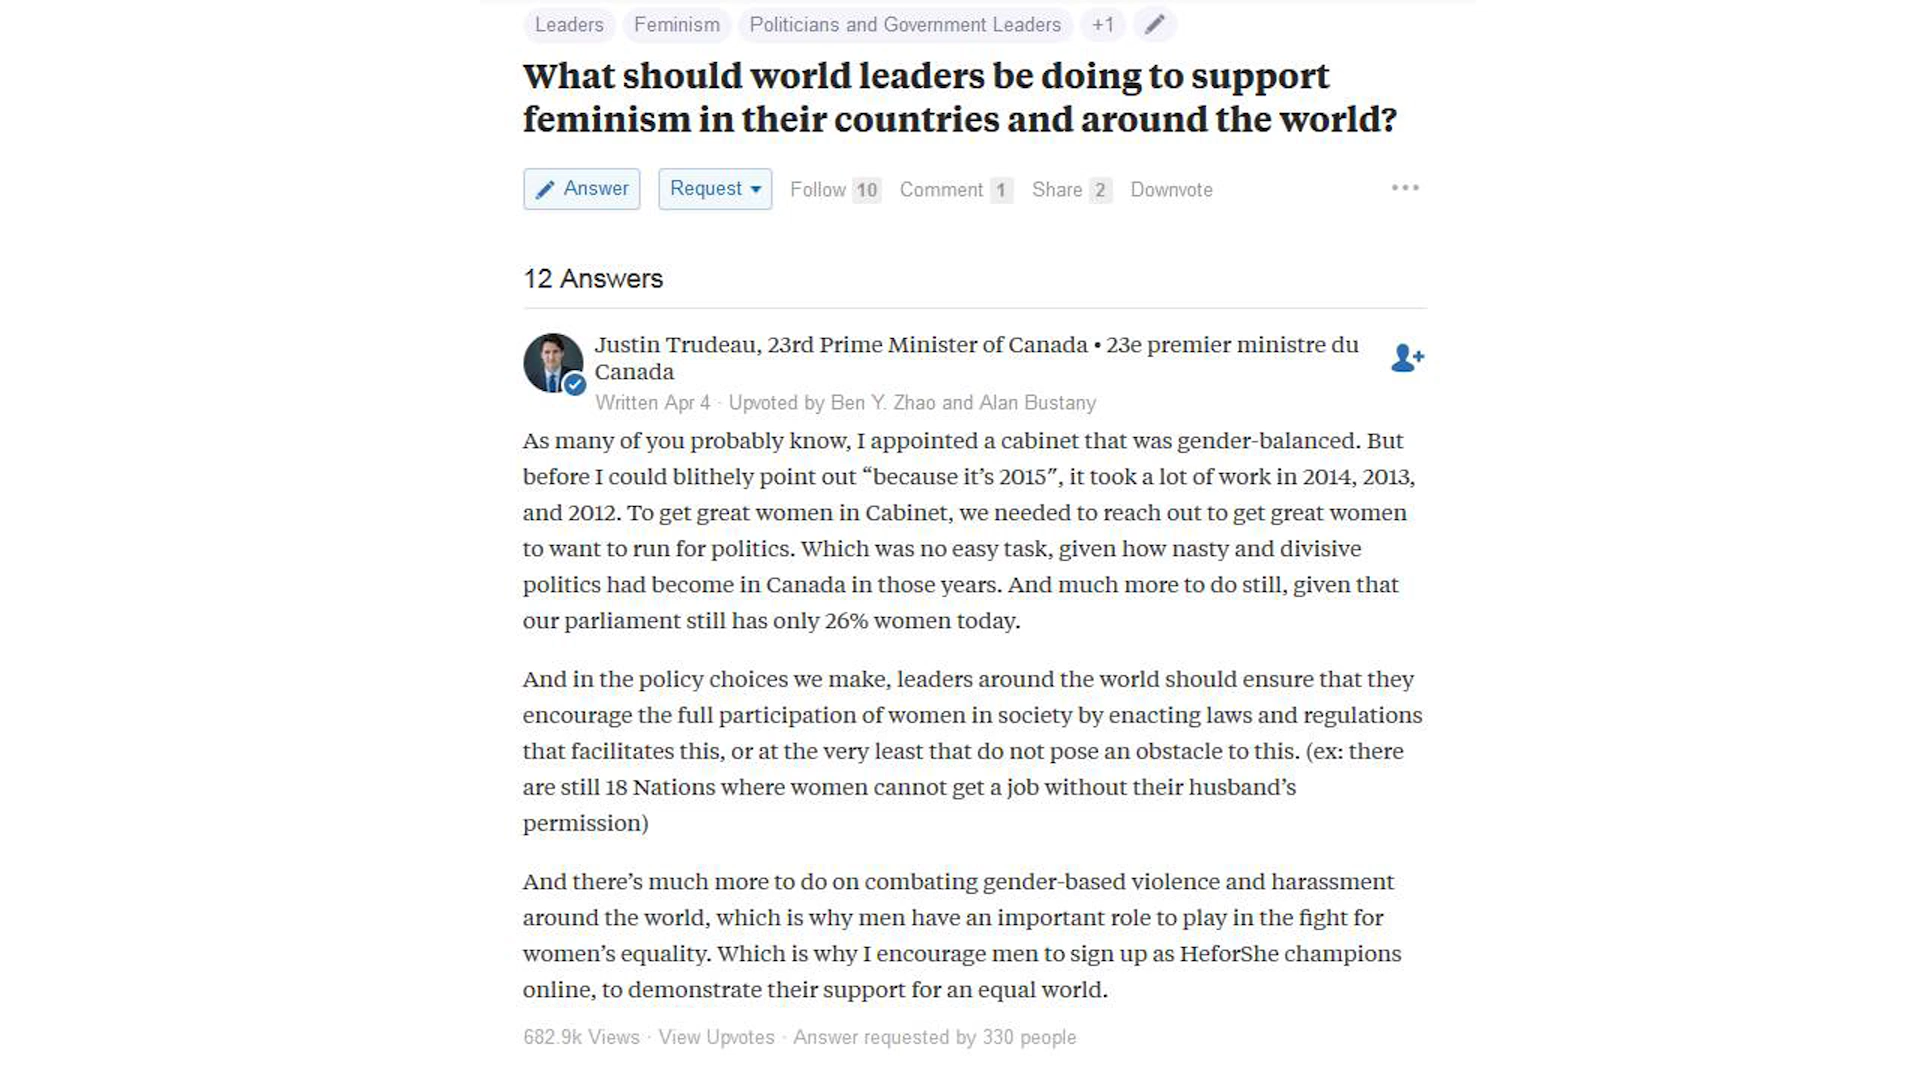 Leaders Feminism Politicians and Government Leaders +1
What should world leaders be doing to support
feminism in their countries and around the world?
Answer Request Follow 10 Comment 1 Share 2 Downvote
12 Answers
Justin Trudeau, 23rd Prime Minister of Canada • 23e premier ministre du
Canada
Written Apr 4 · Upvoted by Ben Y. Zhao and Alan Bustany
As many of you probably know, I appointed a cabinet that was gender-balanced. But
before I could blithely point out “because it’s 2015″, it took a lot of work in 2014, 2013,
and 2012. To get great women in Cabinet, we needed to reach out to get great women
to want to run for politics. Which was no easy task, given how nasty and divisive
politics had become in Canada in those years. And much more to do still, given that
our parliament still has only 26% women today.
And in the policy choices we make, leaders around the world should ensure that they
encourage the full participation of women in society by enacting laws and regulations
that facilitates this, or at the very least that do not pose an obstacle to this. (ex: there
are still 18 Nations where women cannot get a job without their husband’s
permission)
And there’s much more to do on combating gender-based violence and harassment
around the world, which is why men have an important role to play in the fight for
women’s equality. Which is why I encourage men to sign up as HeforShe champions
online, to demonstrate their support for an equal world.
682.9k Views · View Upvotes · Answer requested by 330 people